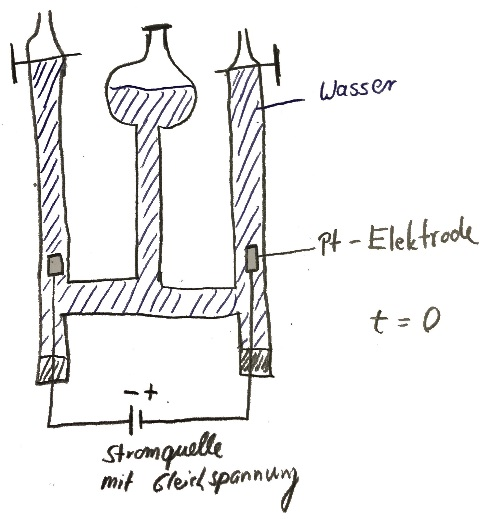 Wasser
Pt-Elektrode
t = 0
- +
Stromquelle
mit Gleichspannung